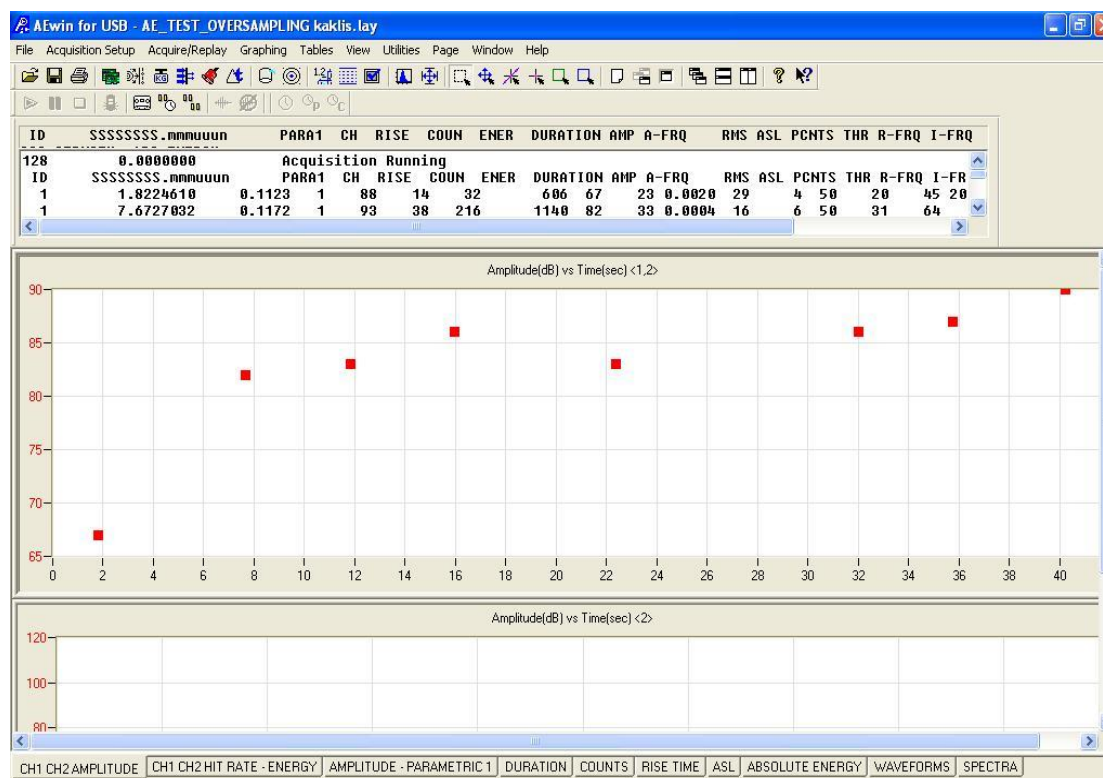 AEwin for USB - AE_TEST_OVERSAMPLING kaklis.lay
File Acquisition Setup Acquire/Replay Graphing Tables View Utilities Page Window Help
ID SSSSSSSS.mmmuuun PARA1 CH RISE COUN ENER DURATION AMP A-FRQ RMS ASL PCNTS THR R-FRQ I-FRQ
128 0.0000000 Acquisition Running
ID SSSSSSSS.mmmuuun PARA1 CH RISE COUN ENER DURATION AMP A-FRQ RMS ASL PCNTS THR R-FRQ I-FR
1 1.8224610 0.1123 1 88 14 32 606 67 23 0.0020 29 4 50 20 45 20
1 7.6727032 0.1172 1 93 38 216 1140 82 33 0.0004 16 6 50 31 64
Amplitude(dB) vs Time(sec) <1,2>
90
85
80
75
70
65
0 2 4 6 8 10 12 14 16 18 20 22 24 26 28 30 32 34 36 38 40
Amplitude(dB) vs Time(sec) <2>
120
100
80
CH1 CH2 AMPLITUDE CH1 CH2 HIT RATE - ENERGY AMPLITUDE - PARAMETRIC 1 DURATION COUNTS RISE TIME ASL ABSOLUTE ENERGY WAVEFORMS SPECTRA